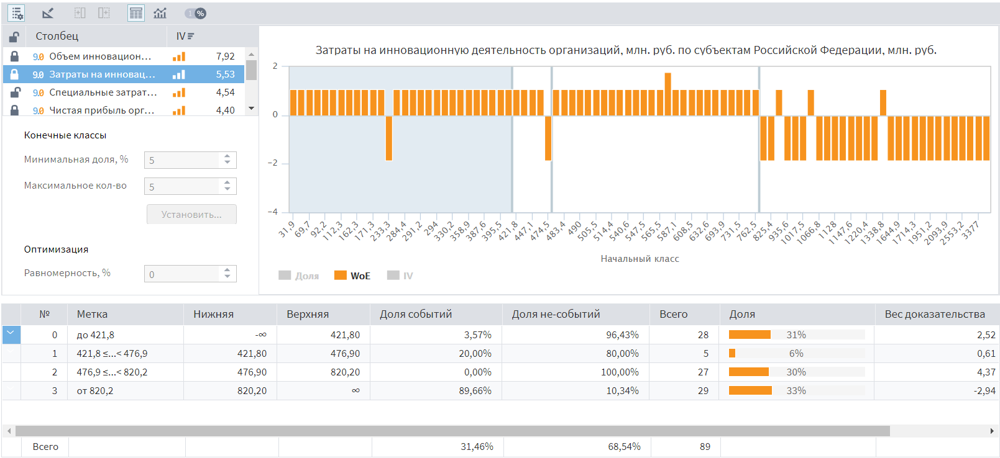 1 %
Столбец IV
9.0 Объем инновацион... 7,92
9.0 Затраты на инновац... 5,53
9.0 Специальные затрат... 4,54
9.0 Чистая прибыль орг... 4,40
Конечные классы
Минимальная доля, % 5
Максимальное кол-во 5
Установить...
Оптимизация
Равномерность, % 0
Затраты на инновационную деятельность организаций, млн. руб. по субъектам Российской Федерации, млн. руб.
2
0
−2
−4
31,9 69,7 92,2 112,3 162,3 171,3 233,3 284,4 291,2 294 330,2 358,9 387,6 395,5 421,8 447,1 474,5 483,4 490 505,5 514,4 540,6 547,5 565,5 587,1 608,5 632,6 693,9 731,5 762,5 825,4 935,6 1017,5 1066,8 1128 1147,6 1220,4 1338,8 1644,9 1714,3 1951,2 2093,9 2553,2 3377
Начальный класс
Доля WoE IV
№ Метка Нижняя Верхняя Доля событий Доля не-событий Всего Доля Вес доказательства
0 до 421,8 -∞ 421,80 3,57% 96,43% 28 31% 2,52
1 421,8 ≤...< 476,9 421,80 476,90 20,00% 80,00% 5 6% 0,61
2 476,9 ≤...< 820,2 476,90 820,20 0,00% 100,00% 27 30% 4,37
3 от 820,2 820,20 ∞ 89,66% 10,34% 29 33% -2,94
Всего 31,46% 68,54% 89